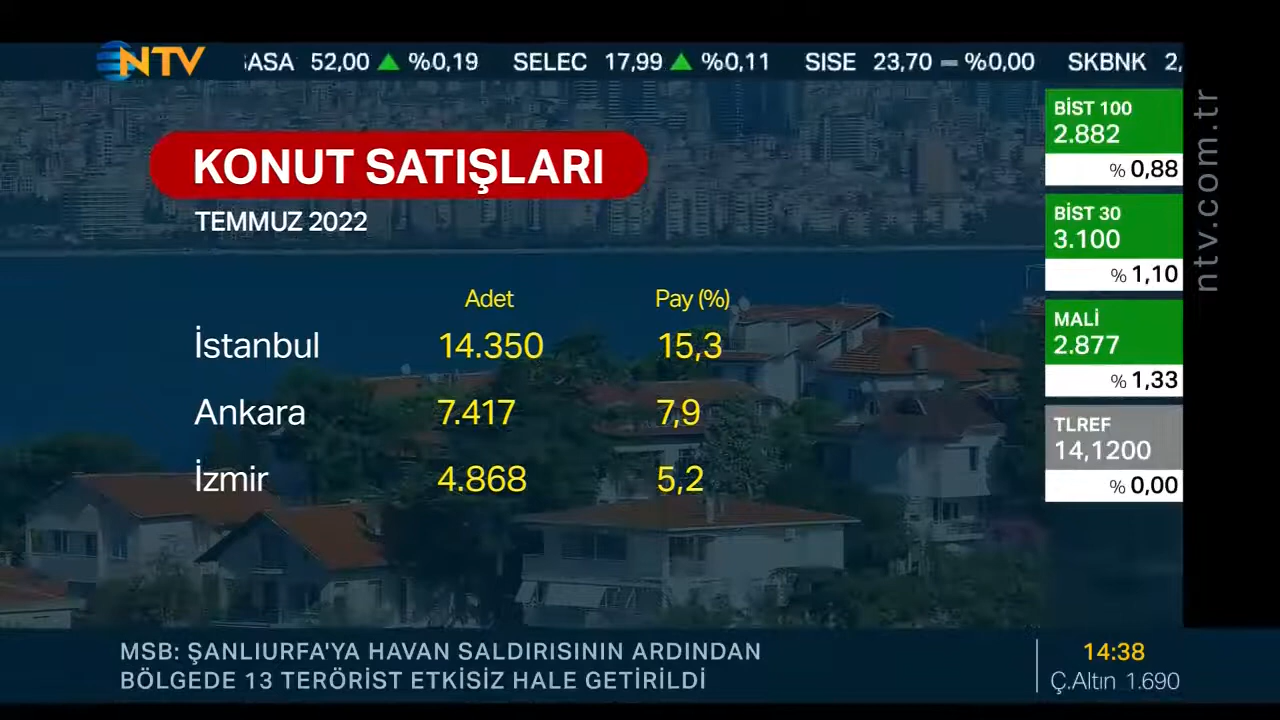 NTV
ASA 52,00 %0,19 SELEC 17,99 %0,11 SISE 23,70 %0,00 SKBNK 2,
KONUT SATIŞLARI
TEMMUZ 2022
Adet Pay (%)
İstanbul 14.350 15,3
Ankara 7.417 7,9
İzmir 4.868 5,2
BİST 100
2.882
% 0,88
BİST 30
3.100
% 1,10
MALİ
2.877
% 1,33
TLREF
14,1200
% 0,00
ntv.com.tr
MSB: ŞANLIURFA'YA HAVAN SALDIRISININ ARDINDAN
BÖLGEDE 13 TERÖRİST ETKİSİZ HALE GETİRİLDİ
14:38
Ç.Altın 1.690